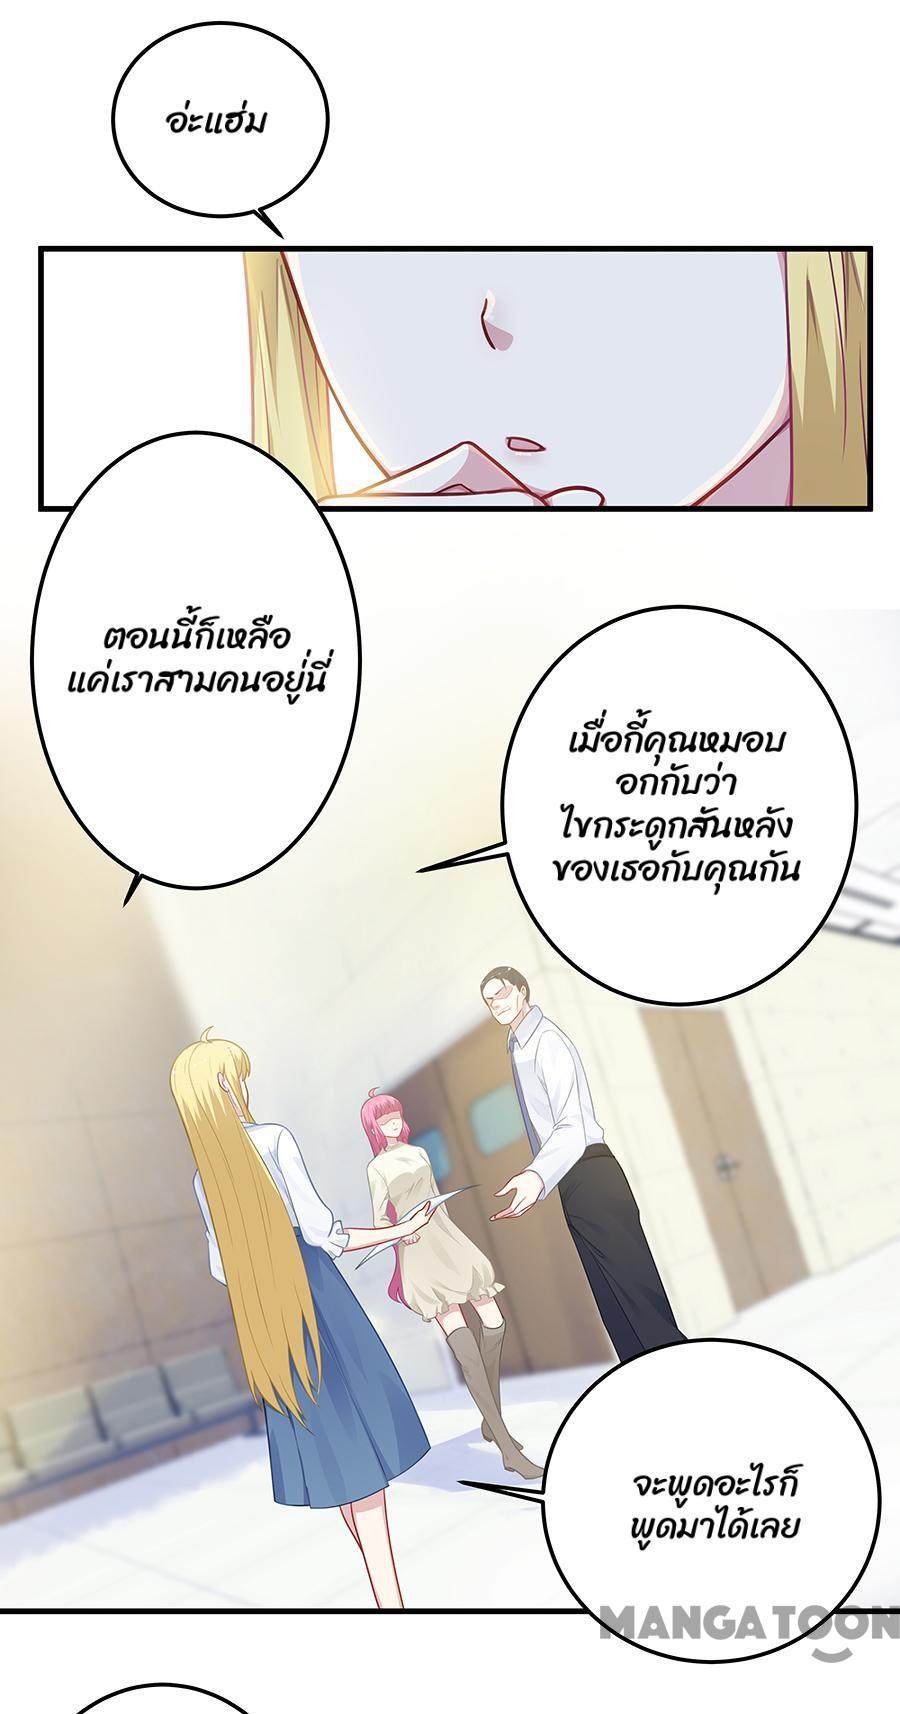 อ่ะแฮ่ม
ตอนนี้ก็เหลือ
แค่เราสามคนอยู่นี่
เมื่อกี้คุณหมอบ
อกกับว่า
ไขกระดูกสันหลัง
ของเธอกับคุณกัน
จะพูดอะไรก็
พูดมาได้เลย
MANGATOON